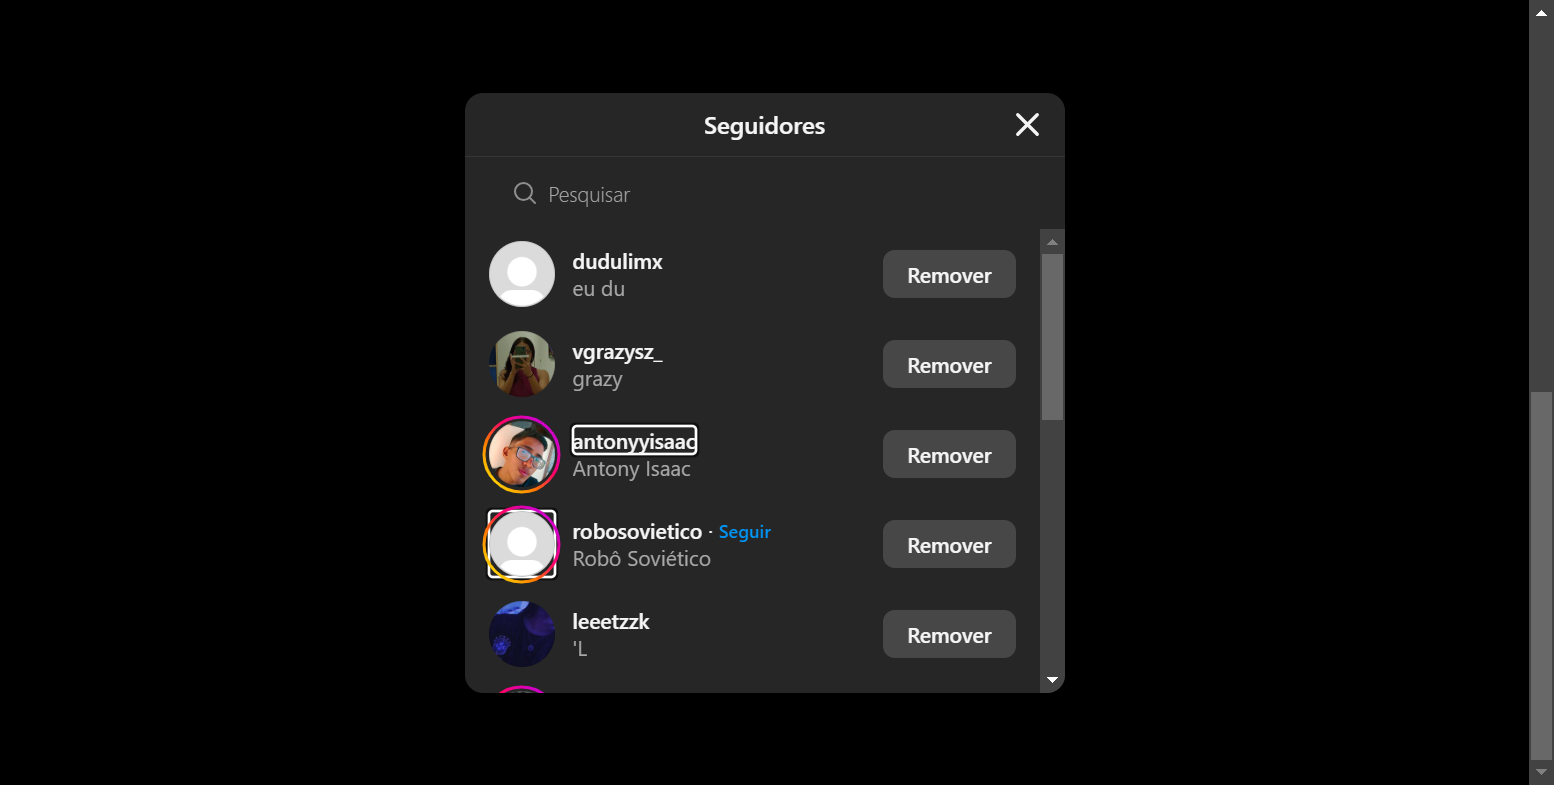 Seguidores
Pesquisar
dudulimx
eu du
Remover
vgrazysz_
grazy
Remover
antonyyisaac
Antony Isaac
Remover
robosovietico · Seguir
Robô Soviético
Remover
leeetzzk
'L
Remover